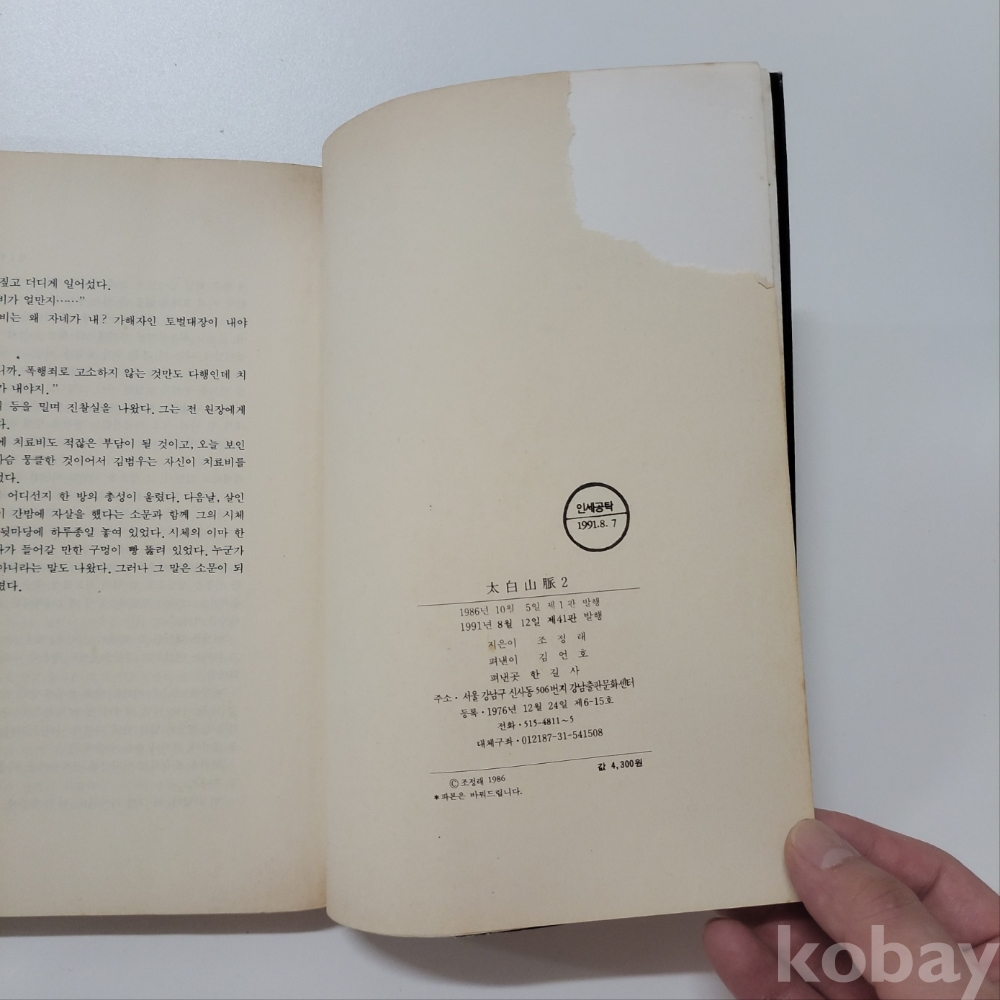 짚고 더디게 일어섰다.
비가 얼만지……”
비는 왜 자네가 내? 가해자인 토벌대장이 내야
니까. 폭행죄로 고소하지 않는 것만도 다행인데 치
가 내야지.”
의 등을 밀며 진찰실을 나왔다. 그는 전 원장에게
다.
에 치료비도 적잖은 부담이 될 것이고, 오늘 보인
가슴 뭉클한 것이어서 김범우는 자신이 치료비를
었다.
어디선지 한 방의 총성이 울렸다. 다음날, 살인
이 간밤에 자살을 했다는 소문과 함께 그의 시체
뒷마당에 하루종일 놓여 있었다. 시체의 이마 한
가 들어갈 만한 구멍이 빵 뚫려 있었다. 누군가
아니라는 말도 나왔다. 그러나 그 말은 소문이 되
렸다.
인세공탁
1991.8.7
太白山脈 2
1986년 10월 5일 제1판 발행
1991년 8월 12일 제41판 발행
지은이 조정래
펴낸이 김언호
펴낸곳 한길사
주소·서울 강남구 신사동 506번지 강남출판문화센터
등록·1976년 12월 24일 제6-15호
전화·515-4811~5
대체구좌·012187-31-541508
값 4,300원
ⓒ 조정래 1986
*파본은 바꿔드립니다.
kobay